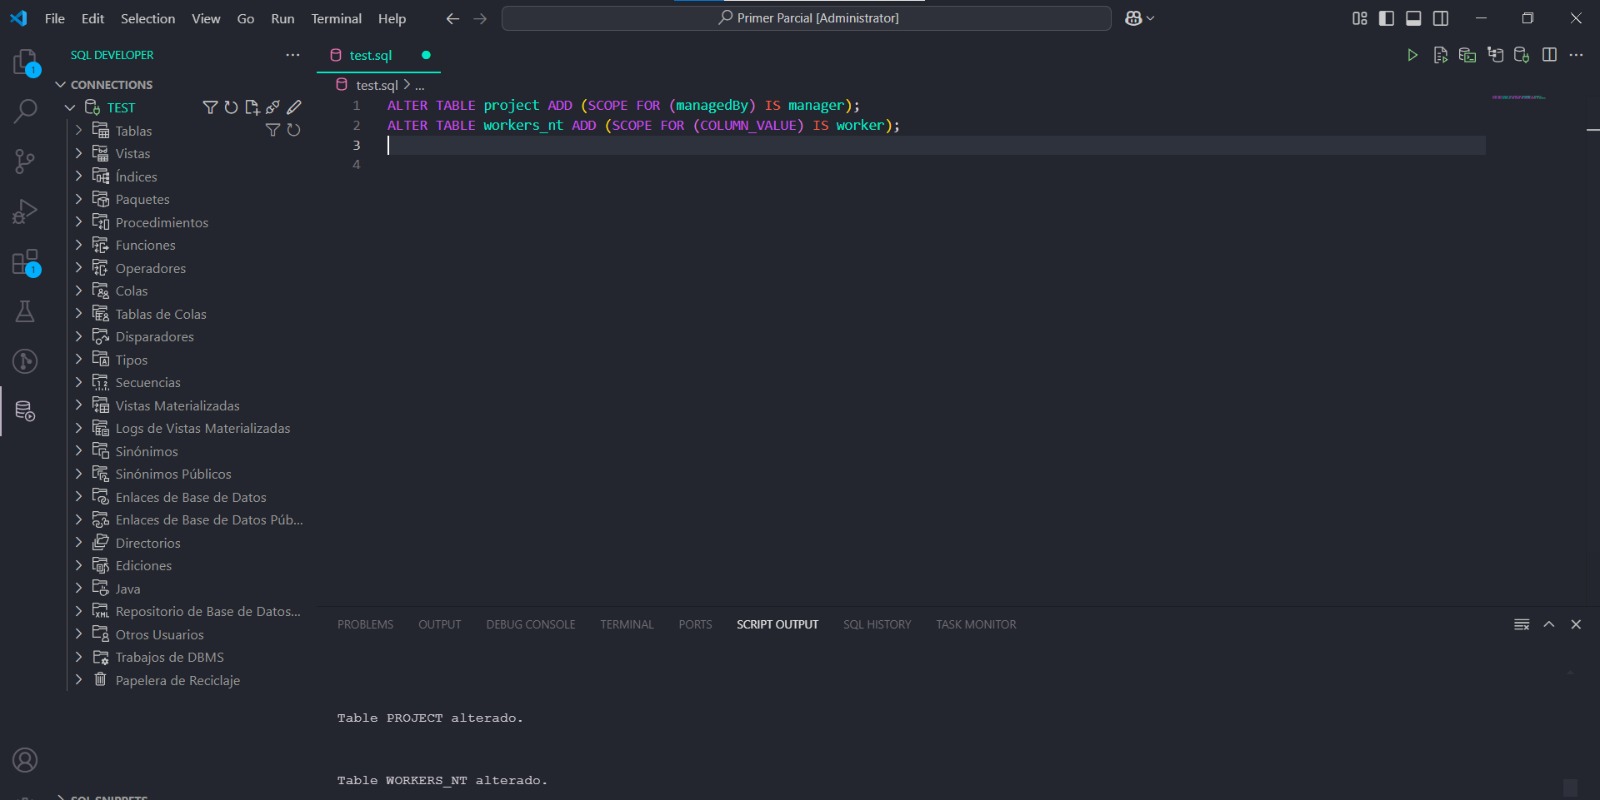 File Edit Selection View Go Run Terminal Help
Primer Parcial [Administrator]
SQL DEVELOPER
CONNECTIONS
TEST
Tablas
Vistas
Índices
Paquetes
Procedimientos
Funciones
Operadores
Colas
Tablas de Colas
Disparadores
Tipos
Secuencias
Vistas Materializadas
Logs de Vistas Materializadas
Sinónimos
Sinónimos Públicos
Enlaces de Base de Datos
Enlaces de Base de Datos Púb...
Directorios
Ediciones
Java
Repositorio de Base de Datos...
Otros Usuarios
Trabajos de DBMS
Papelera de Reciclaje
SQL SNIPPETS
1
1
test.sql
test.sql > ...
1 ALTER TABLE project ADD (SCOPE FOR (managedBy) IS manager);
2 ALTER TABLE workers_nt ADD (SCOPE FOR (COLUMN_VALUE) IS worker);
3
4
PROBLEMS OUTPUT DEBUG CONSOLE TERMINAL PORTS SCRIPT OUTPUT SQL HISTORY TASK MONITOR
Table PROJECT alterado.
Table WORKERS_NT alterado.